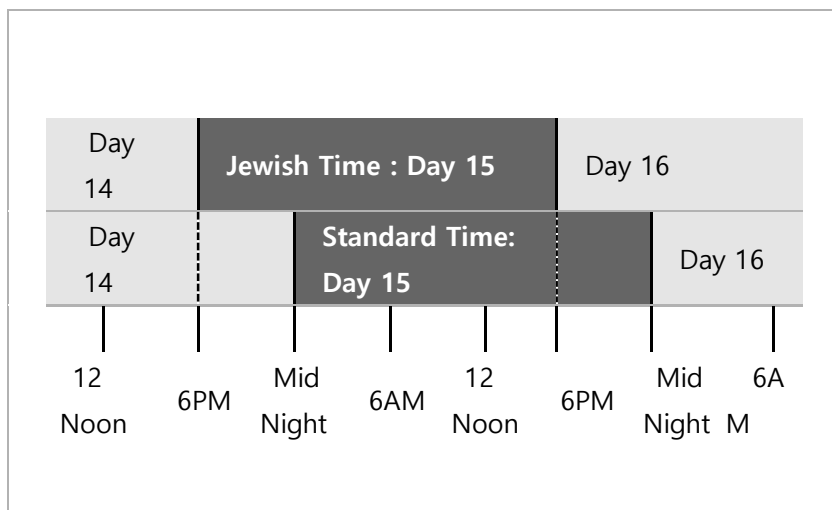 Day
14
Jewish Time : Day 15
Day 16
Day
14
Standard Time:
Day 15
Day 16
12
Noon
6PM
Mid
Night
6AM
12
Noon
6PM
Mid
Night
6A
M